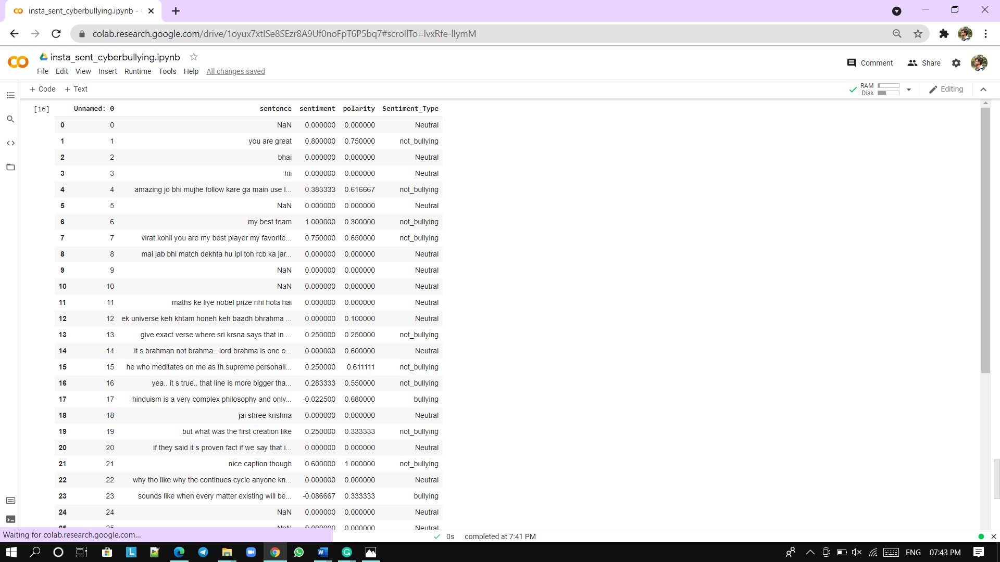 insta_sent_cyberbullying.ipynb -
colab.research.google.com/drive/1oyux7xtISe8SEzr8A9Uf0noFpT6P5bq7#scrollTo=lvxRfe-llymM
insta_sent_cyberbullying.ipynb
Comment Share
File Edit View Insert Runtime Tools Help All changes saved
+ Code + Text RAM Disk Editing
[16] Unnamed: 0 sentence sentiment polarity Sentiment_Type
0 0 NaN 0.000000 0.000000 Neutral
1 1 you are great 0.800000 0.750000 not_bullying
2 2 bhai 0.000000 0.000000 Neutral
3 3 hii 0.000000 0.000000 Neutral
4 4 amazing jo bhi mujhe follow kare ga main use l... 0.383333 0.616667 not_bullying
5 5 NaN 0.000000 0.000000 Neutral
6 6 my best team 1.000000 0.300000 not_bullying
7 7 virat kohli you are my best player my favorite... 0.750000 0.650000 not_bullying
8 8 mai jab bhi match dekhta hu ipl toh rcb ka jar... 0.000000 0.000000 Neutral
9 9 NaN 0.000000 0.000000 Neutral
10 10 NaN 0.000000 0.000000 Neutral
11 11 maths ke liye nobel prize nhi hota hai 0.000000 0.000000 Neutral
12 12 ek universe keh khtam honeh keh baadh bhrahma ... 0.000000 0.100000 Neutral
13 13 give exact verse where sri krsna says that in ... 0.250000 0.250000 not_bullying
14 14 it s brahman not brahma.. lord brahma is one o... 0.000000 0.600000 Neutral
15 15 he who meditates on me as th.supreme personali... 0.250000 0.611111 not_bullying
16 16 yea.. it s true.. that line is more bigger tha... 0.283333 0.550000 not_bullying
17 17 hinduism is a very complex philosophy and only... -0.022500 0.680000 bullying
18 18 jai shree krishna 0.000000 0.000000 Neutral
19 19 but what was the first creation like 0.250000 0.333333 not_bullying
20 20 if they said it s proven fact if we say that i... 0.000000 0.000000 Neutral
21 21 nice caption though 0.600000 1.000000 not_bullying
22 22 why tho like why the continues cycle anyone kn... 0.000000 0.000000 Neutral
23 23 sounds like when every matter existing will be... -0.086667 0.333333 bullying
24 24 NaN 0.000000 0.000000 Neutral
25 25 NaN 0.000000 0.000000 Neutral
Waiting for colab.research.google.com... 0s completed at 7:41 PM
ENG 07:43 PM